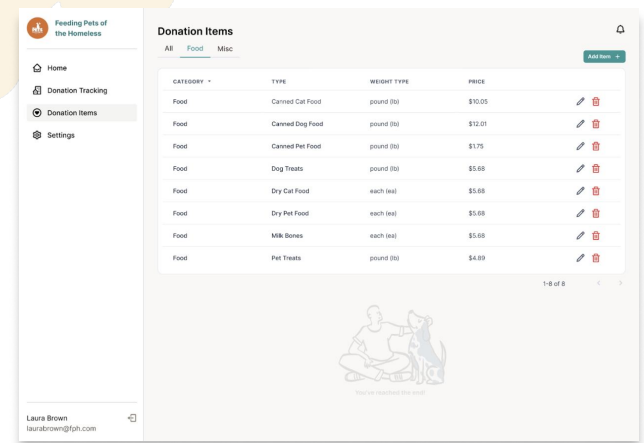 Feeding Pets of
the Homeless
Home
Donation Tracking
Donation Items
Settings
Laura Brown
laurabrown@fph.com
Donation Items
All Food Misc
Add Item +
CATEGORY TYPE WEIGHT TYPE PRICE
Food Canned Cat Food pound (lb) $10.05
Food Canned Dog Food pound (lb) $12.01
Food Canned Pet Food pound (lb) $1.75
Food Dog Treats pound (lb) $5.68
Food Dry Cat Food each (ea) $5.68
Food Dry Pet Food each (ea) $5.68
Food Milk Bones each (ea) $5.68
Food Pet Treats pound (lb) $4.89
1-8 of 8
You've reached the end!